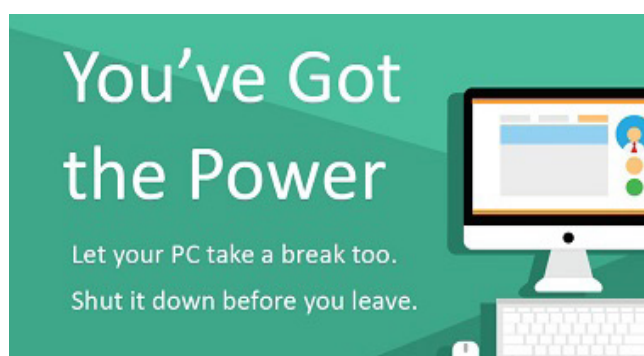 You’ve Got
the Power
Let your PC take a break too.
Shut it down before you leave.